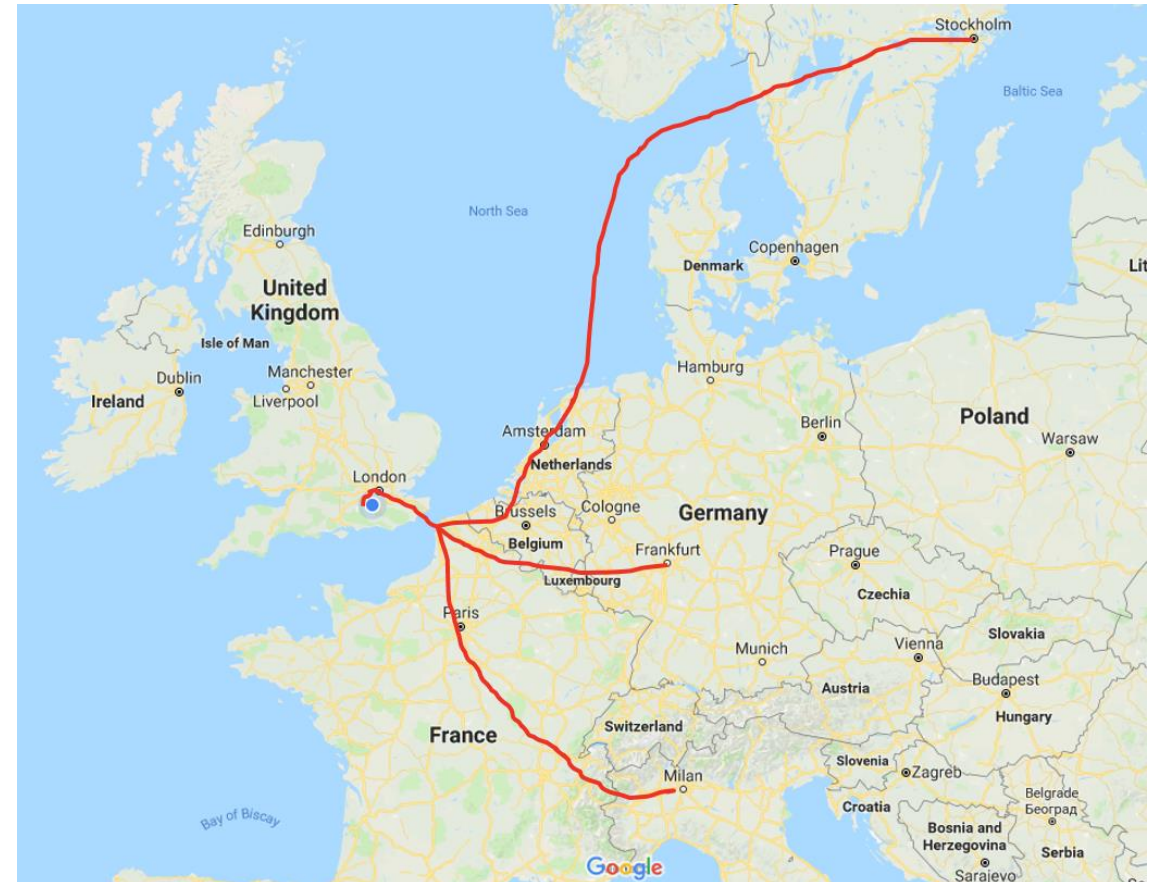 Stockholm
Baltic Sea
North Sea
Edinburgh
Copenhagen
Denmark
Lit
United
Kingdom
Isle of Man
Hamburg
Dublin
Manchester
Liverpool
Ireland
Poland
Berlin
Amsterdam
Warsaw
Netherlands
London
Brussels
Cologne
Germany
Belgium
Frankfurt
Prague
Luxembourg
Czechia
Paris
Slovakia
Munich
Vienna
Budapest
Austria
Hungary
France
Switzerland
Slovenia
Zagreb
Milan
Croatia
Belgrade
Београд
Bay of Biscay
Bosnia and
Herzegovina
Serbia
Google
Sarajevo